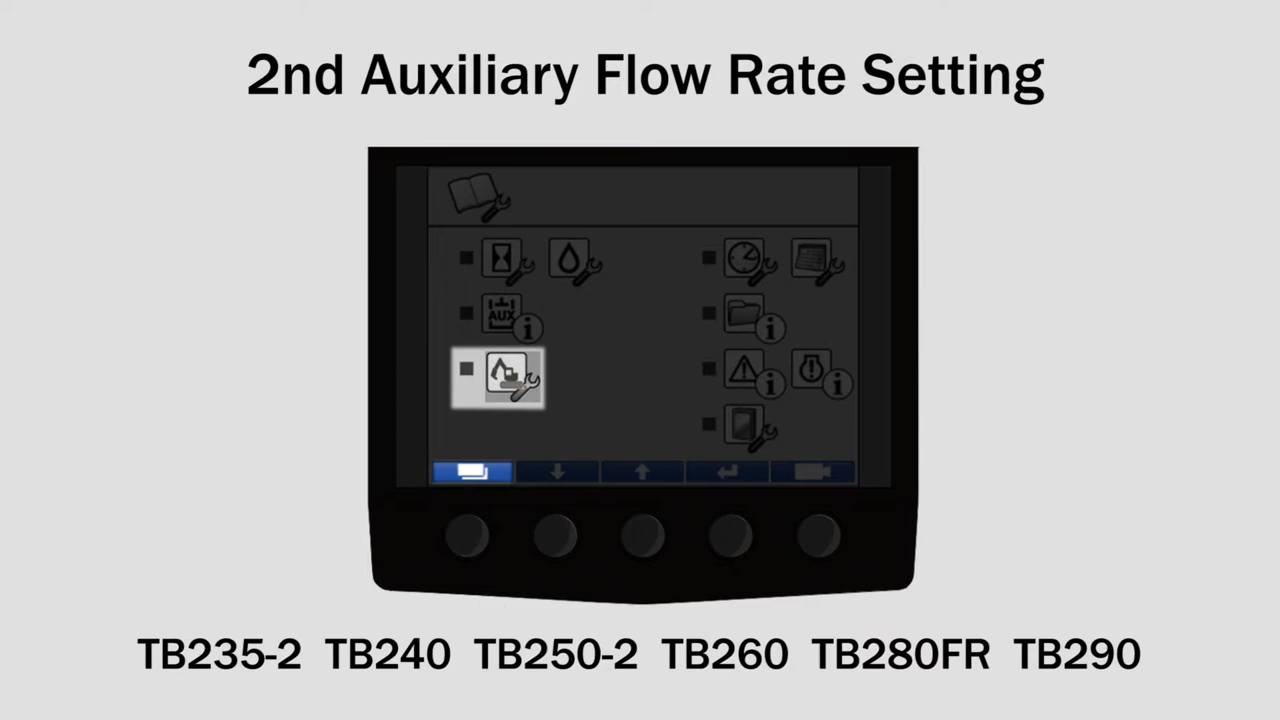 2nd Auxiliary Flow Rate Setting
AUX i
i
i i
TB235-2 TB240 TB250-2 TB260 TB280FR TB290